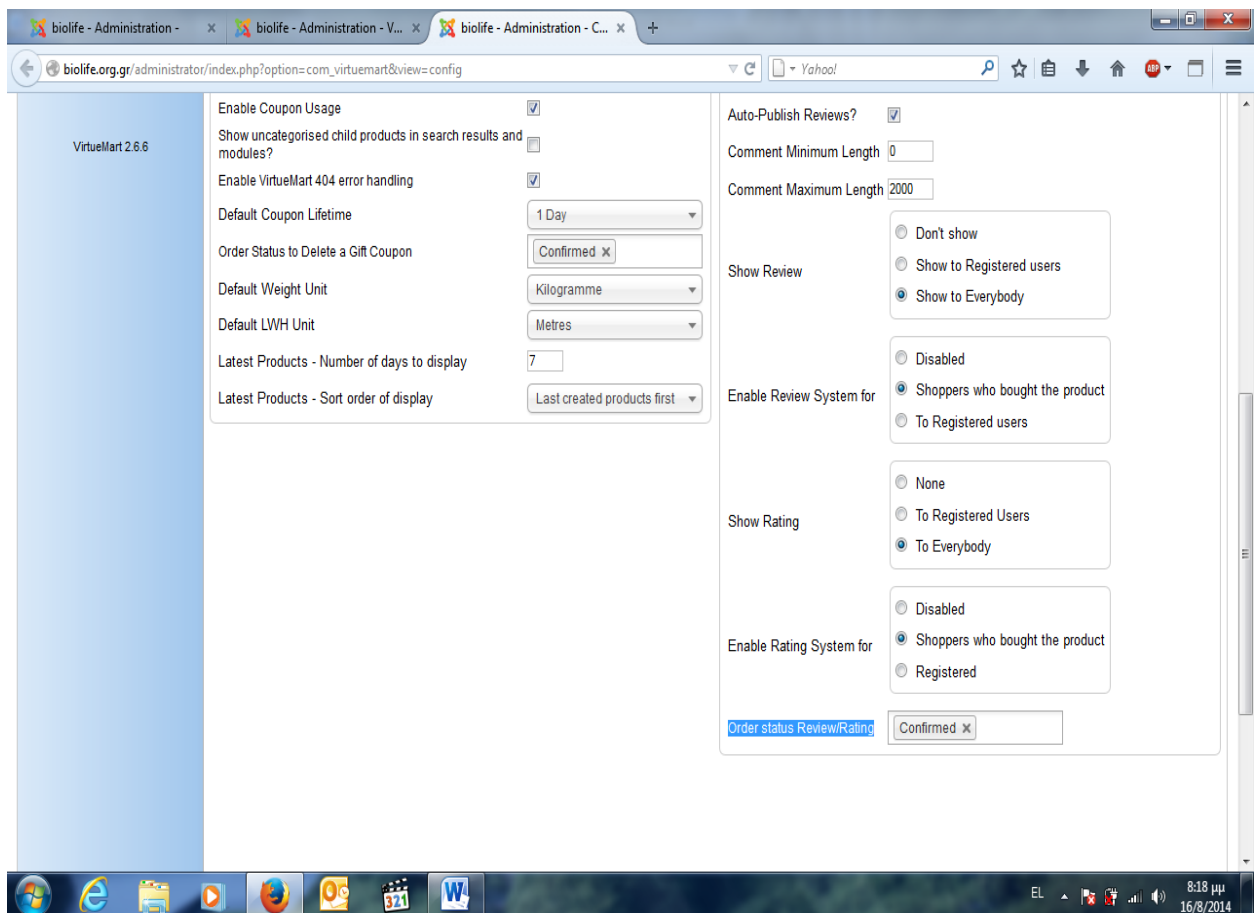 biolife - Administration -
biolife - Administration - V...
biolife - Administration - C...
biolife.org.gr/administrator/index.php?option=com_virtuemart&view=config
Yahoo!
ABP
VirtueMart 2.6.6
Enable Coupon Usage
Show uncategorised child products in search results and
modules?
Enable VirtueMart 404 error handling
Default Coupon Lifetime
1 Day
Order Status to Delete a Gift Coupon
Confirmed x
Default Weight Unit
Kilogramme
Default LWH Unit
Metres
Latest Products - Number of days to display
7
Latest Products - Sort order of display
Last created products first
Auto-Publish Reviews?
Comment Minimum Length
0
Comment Maximum Length
2000
Show Review
Don't show
Show to Registered users
Show to Everybody
Enable Review System for
Disabled
Shoppers who bought the product
To Registered users
Show Rating
None
To Registered Users
To Everybody
Enable Rating System for
Disabled
Shoppers who bought the product
Registered
Order status Review/Rating
Confirmed x
321
EL
8:18 μμ
16/8/2014